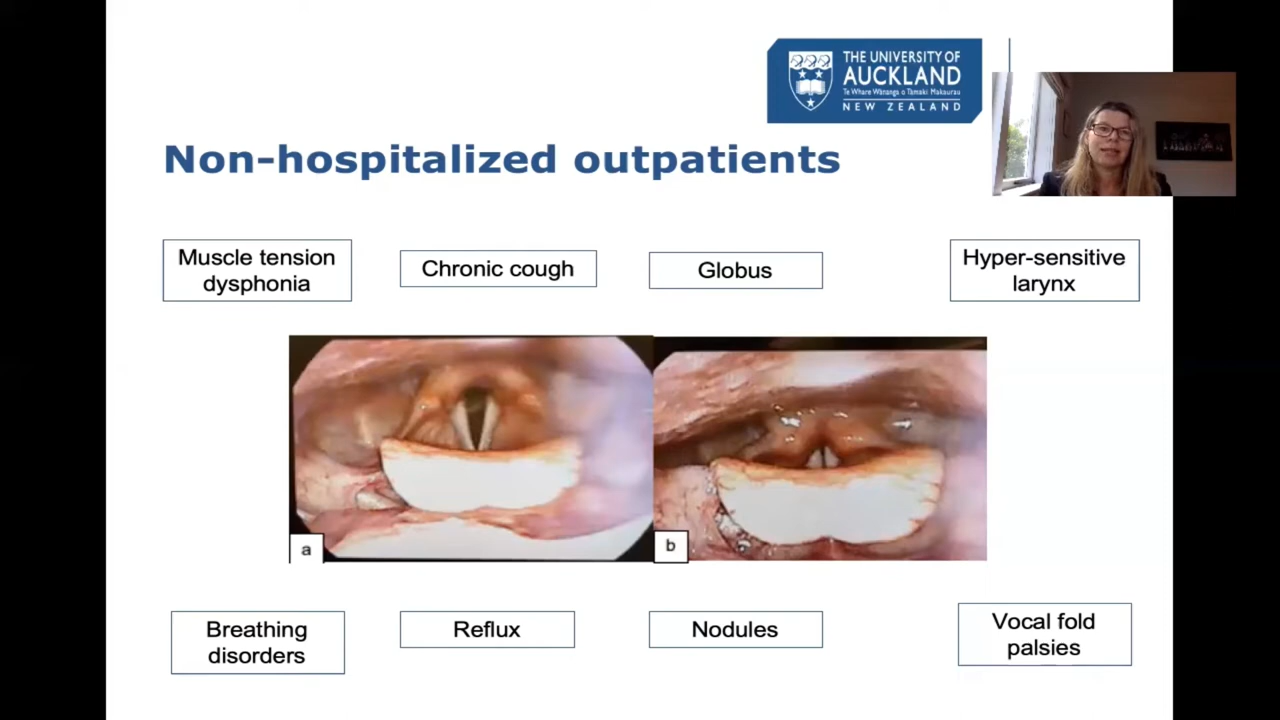 THE UNIVERSITY OF
AUCKLAND
Te Whare Wānanga o Tāmaki Makaurau
NEW ZEALAND
Non-hospitalized outpatients
Muscle tension
dysphonia
Chronic cough
Globus
Hyper-sensitive
larynx
a
b
Breathing
disorders
Reflux
Nodules
Vocal fold
palsies